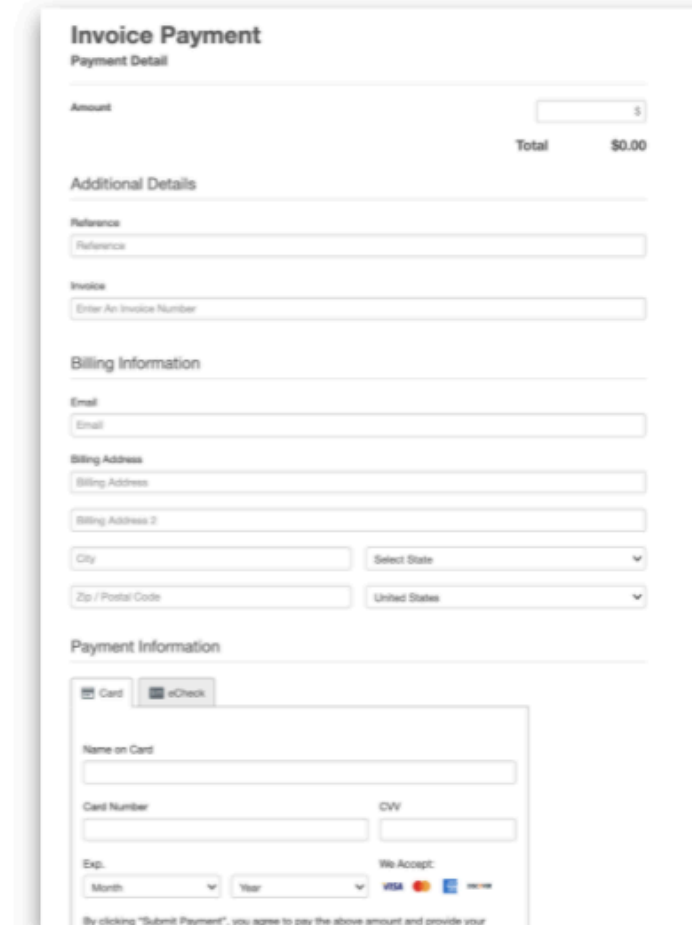 Invoice Payment
Payment Detail
Amount
$
Total $0.00
Additional Details
Reference
Reference
Invoice
Enter An Invoice Number
Billing Information
Email
Email
Billing Address
Billing Address
Billing Address 2
City Select State
Zip / Postal Code United States
Payment Information
Card eCheck
Name on Card
Card Number CVV
Exp. We Accept:
Month Year VISA DISCOVER
By clicking "Submit Payment", you agree to pay the above amount and provide your